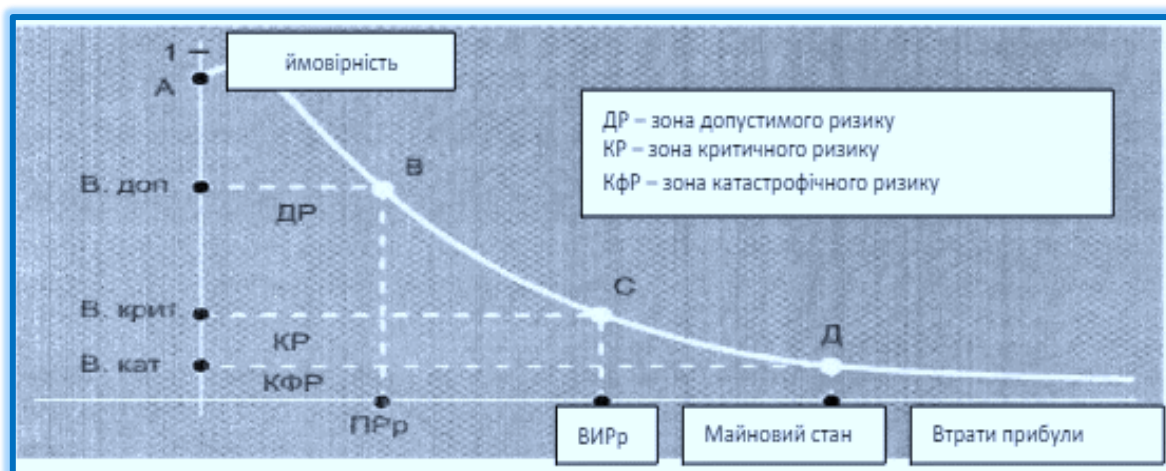 1
ймовірність
А
ДР – зона допустимого ризику
КР – зона критичного ризику
КфР – зона катастрофічного ризику
В
В. доп
ДР
С
В. крит.
КР
Д
В. кат
КФР
ПРр
ВИРр
Майновий стан
Втрати прибули